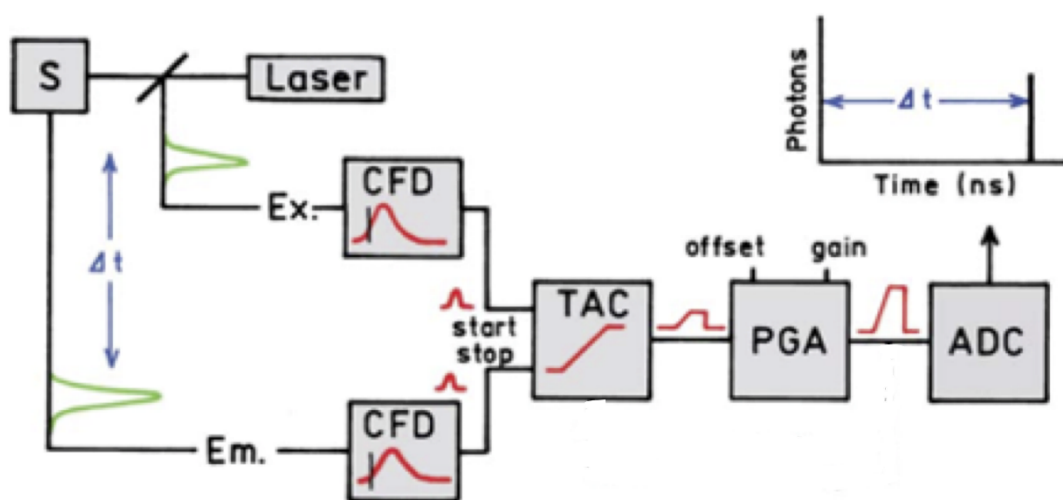 S
Laser
Δt
Ex.
CFD
start
stop
Em.
CFD
TAC
offset
gain
PGA
ADC
Photons
Δt
Time (ns)